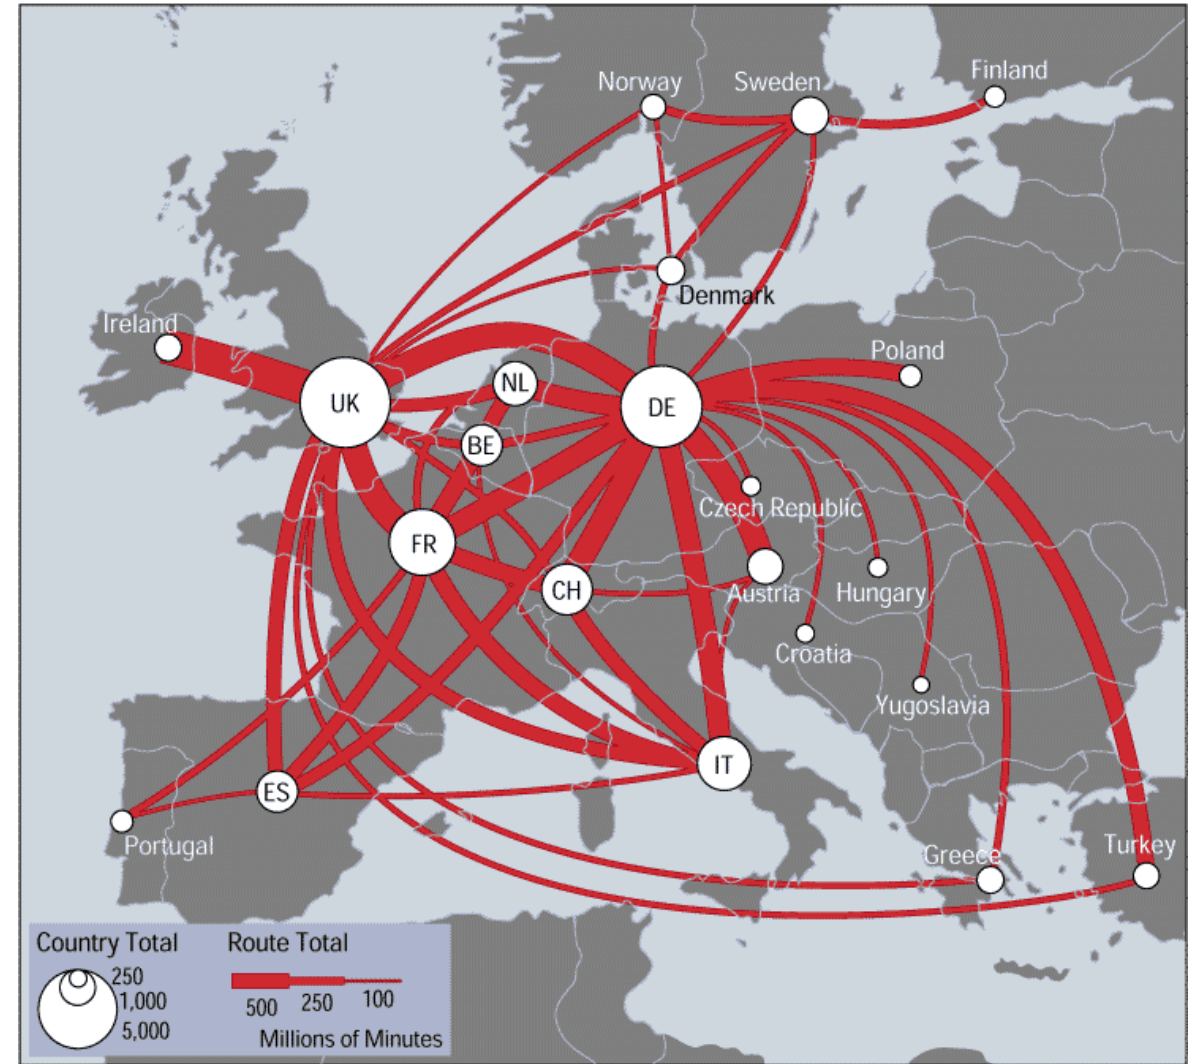 Norway
Sweden
Finland
Denmark
Ireland
Poland
UK
NL
DE
BE
Czech Republic
FR
CH
Austria
Hungary
Croatia
Yugoslavia
IT
ES
Portugal
Greece
Turkey
Country Total
250
1,000
5,000
Route Total
500 250 100
Millions of Minutes